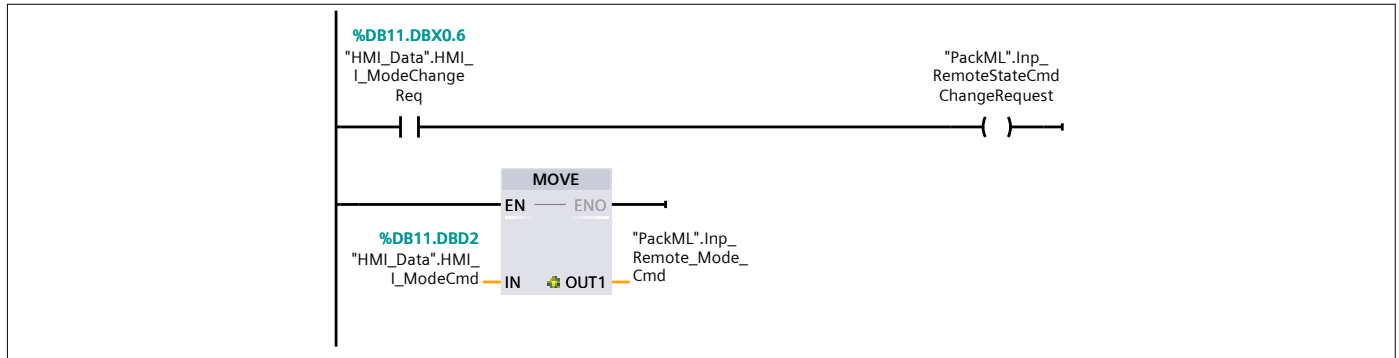 %DB11.DBX0.6
"HMI_Data".HMI_
I_ModeChange
Req
"PackML".Inp_
RemoteStateCmd
ChangeRequest
MOVE
EN
ENO
%DB11.DBD2
"HMI_Data".HMI_
I_ModeCmd
IN
OUT1
"PackML".Inp_
Remote_Mode_
Cmd